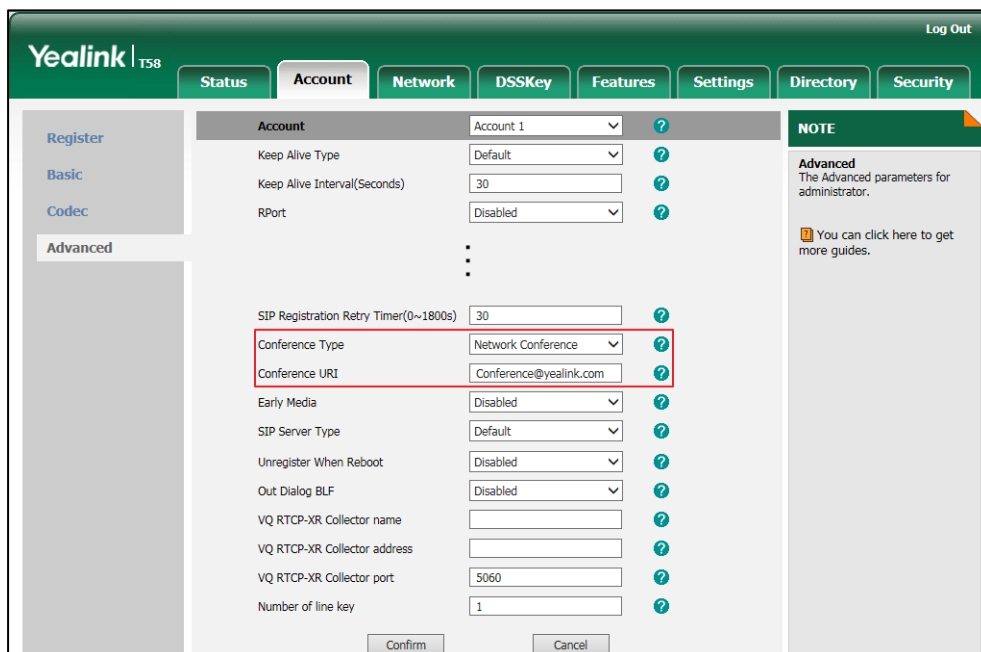 Log Out
Yealink | T58
Status Account Network DSSKey Features Settings Directory Security
Register
Basic
Codec
Advanced
Account Account 1 ?
Keep Alive Type Default ?
Keep Alive Interval(Seconds) 30 ?
RPort Disabled ?
SIP Registration Retry Timer(0~1800s) 30 ?
Conference Type Network Conference ?
Conference URI Conference@yealink.com ?
Early Media Disabled ?
SIP Server Type Default ?
Unregister When Reboot Disabled ?
Out Dialog BLF Disabled ?
VQ RTCP-XR Collector name ?
VQ RTCP-XR Collector address ?
VQ RTCP-XR Collector port 5060 ?
Number of line key 1 ?
Confirm Cancel
NOTE
Advanced
The Advanced parameters for
administrator.
? You can click here to get
more guides.